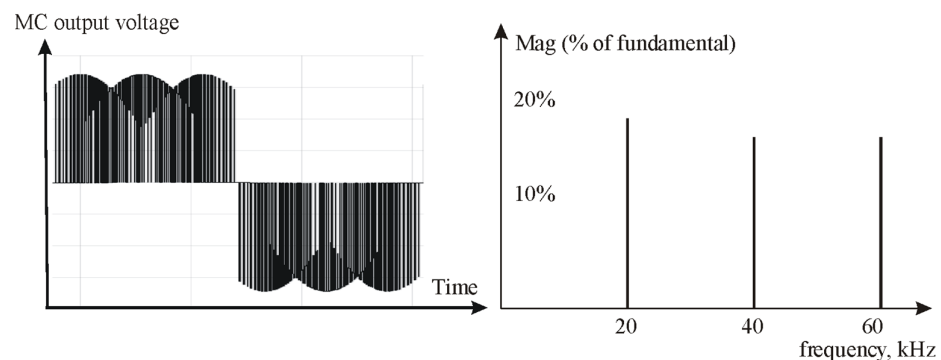 MC output voltage
Time
Mag (% of fundamental)
20%
10%
20
40
60
frequency, kHz